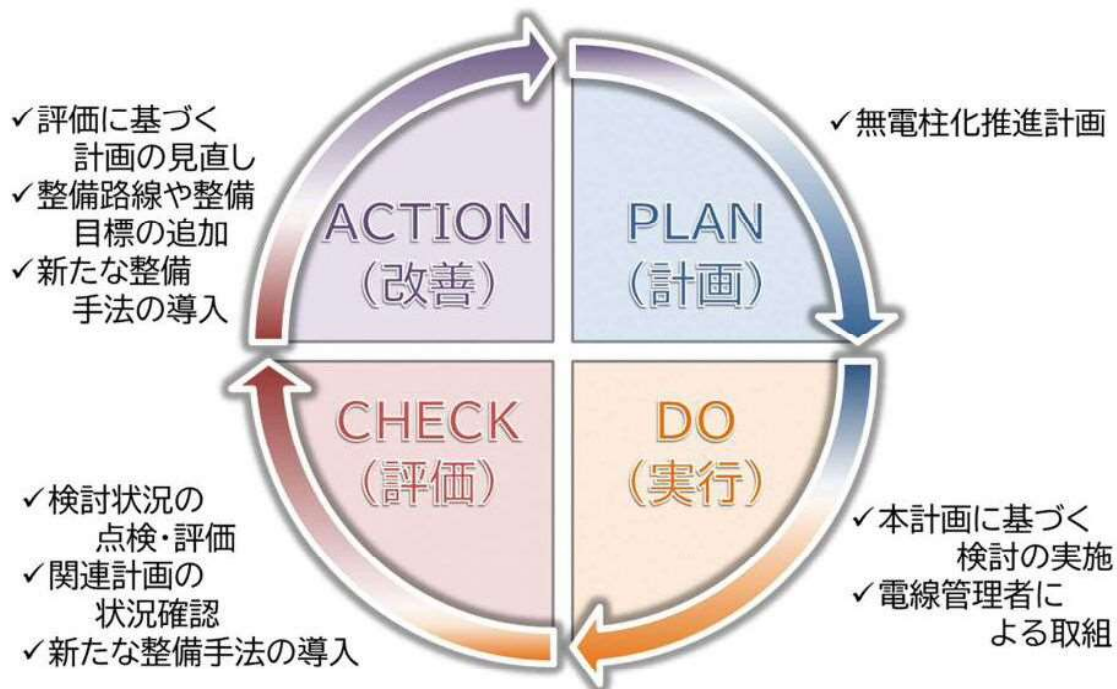 ✓評価に基づく
計画の見直し
✓整備路線や整備
目標の追加
✓新たな整備
手法の導入
ACTION
(改善)
PLAN
(計画)
✓無電柱化推進計画
CHECK
(評価)
DO
(実行)
✓検討状況の
点検・評価
✓関連計画の
状況確認
✓新たな整備手法の導入
✓本計画に基づく
検討の実施
✓電線管理者に
よる取組